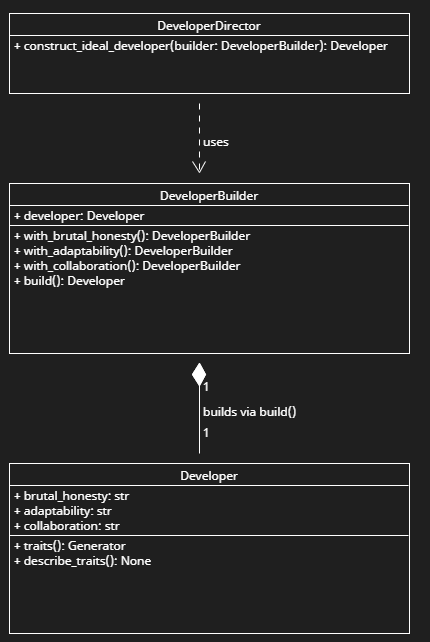 DeveloperDirector
+ construct_ideal_developer(builder: DeveloperBuilder): Developer
uses
DeveloperBuilder
+ developer: Developer
+ with_brutal_honesty(): DeveloperBuilder
+ with_adaptability(): DeveloperBuilder
+ with_collaboration(): DeveloperBuilder
+ build(): Developer
1
builds via build()
1
Developer
+ brutal_honesty: str
+ adaptability: str
+ collaboration: str
+ traits(): Generator
+ describe_traits(): None